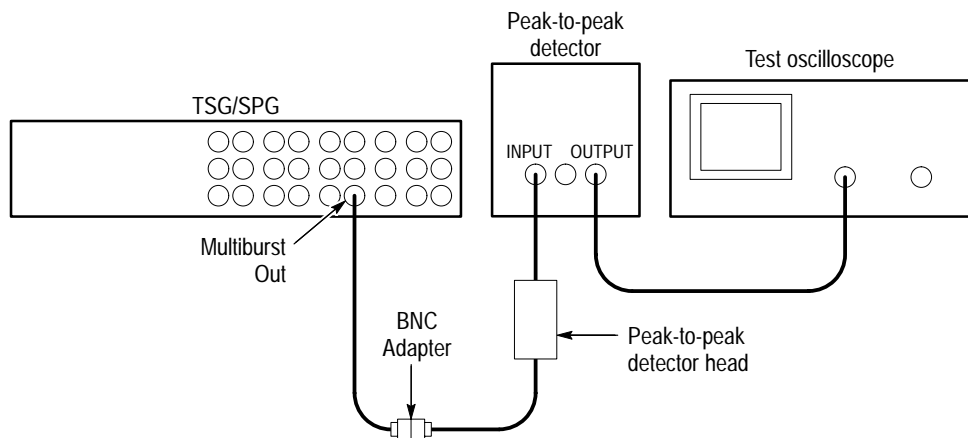 Peak-to-peak
detector
Test oscilloscope
TSG/SPG
INPUT OUTPUT
Multiburst
Out
BNC
Adapter
Peak-to-peak
detector head